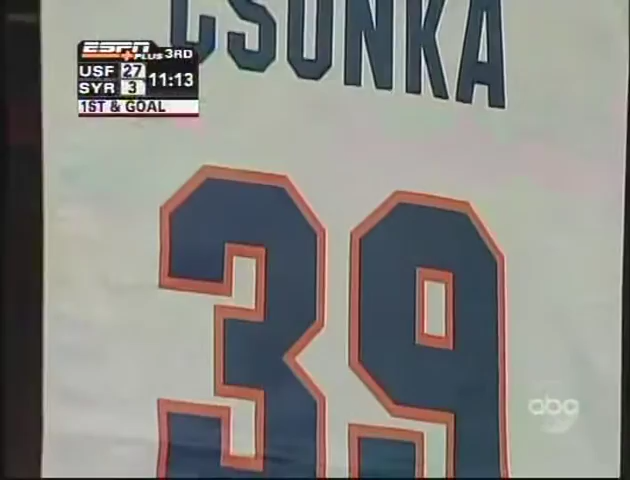 CSONKA
ESPN
PLUS 3RD
USF 27
SYR 3
11:13
1ST & GOAL
39
abc